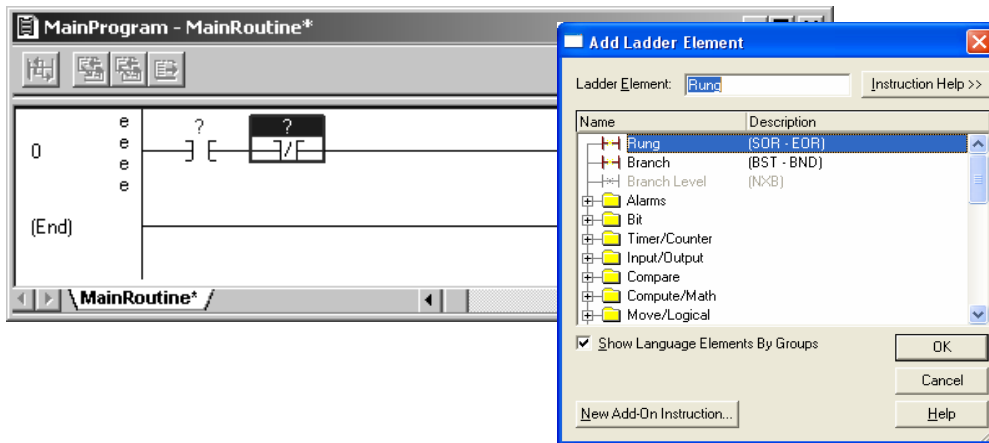 MainProgram - MainRoutine*
e
e
e
e
0
?
?
(End)
MainRoutine*
Add Ladder Element
Ladder Element: Rung
Instruction Help >>
Name Description
Rung (SOR - EOR)
Branch (BST - BND)
Branch Level (NXB)
Alarms
Bit
Timer/Counter
Input/Output
Compare
Compute/Math
Move/Logical
Show Language Elements By Groups
OK
Cancel
New Add-On Instruction...
Help